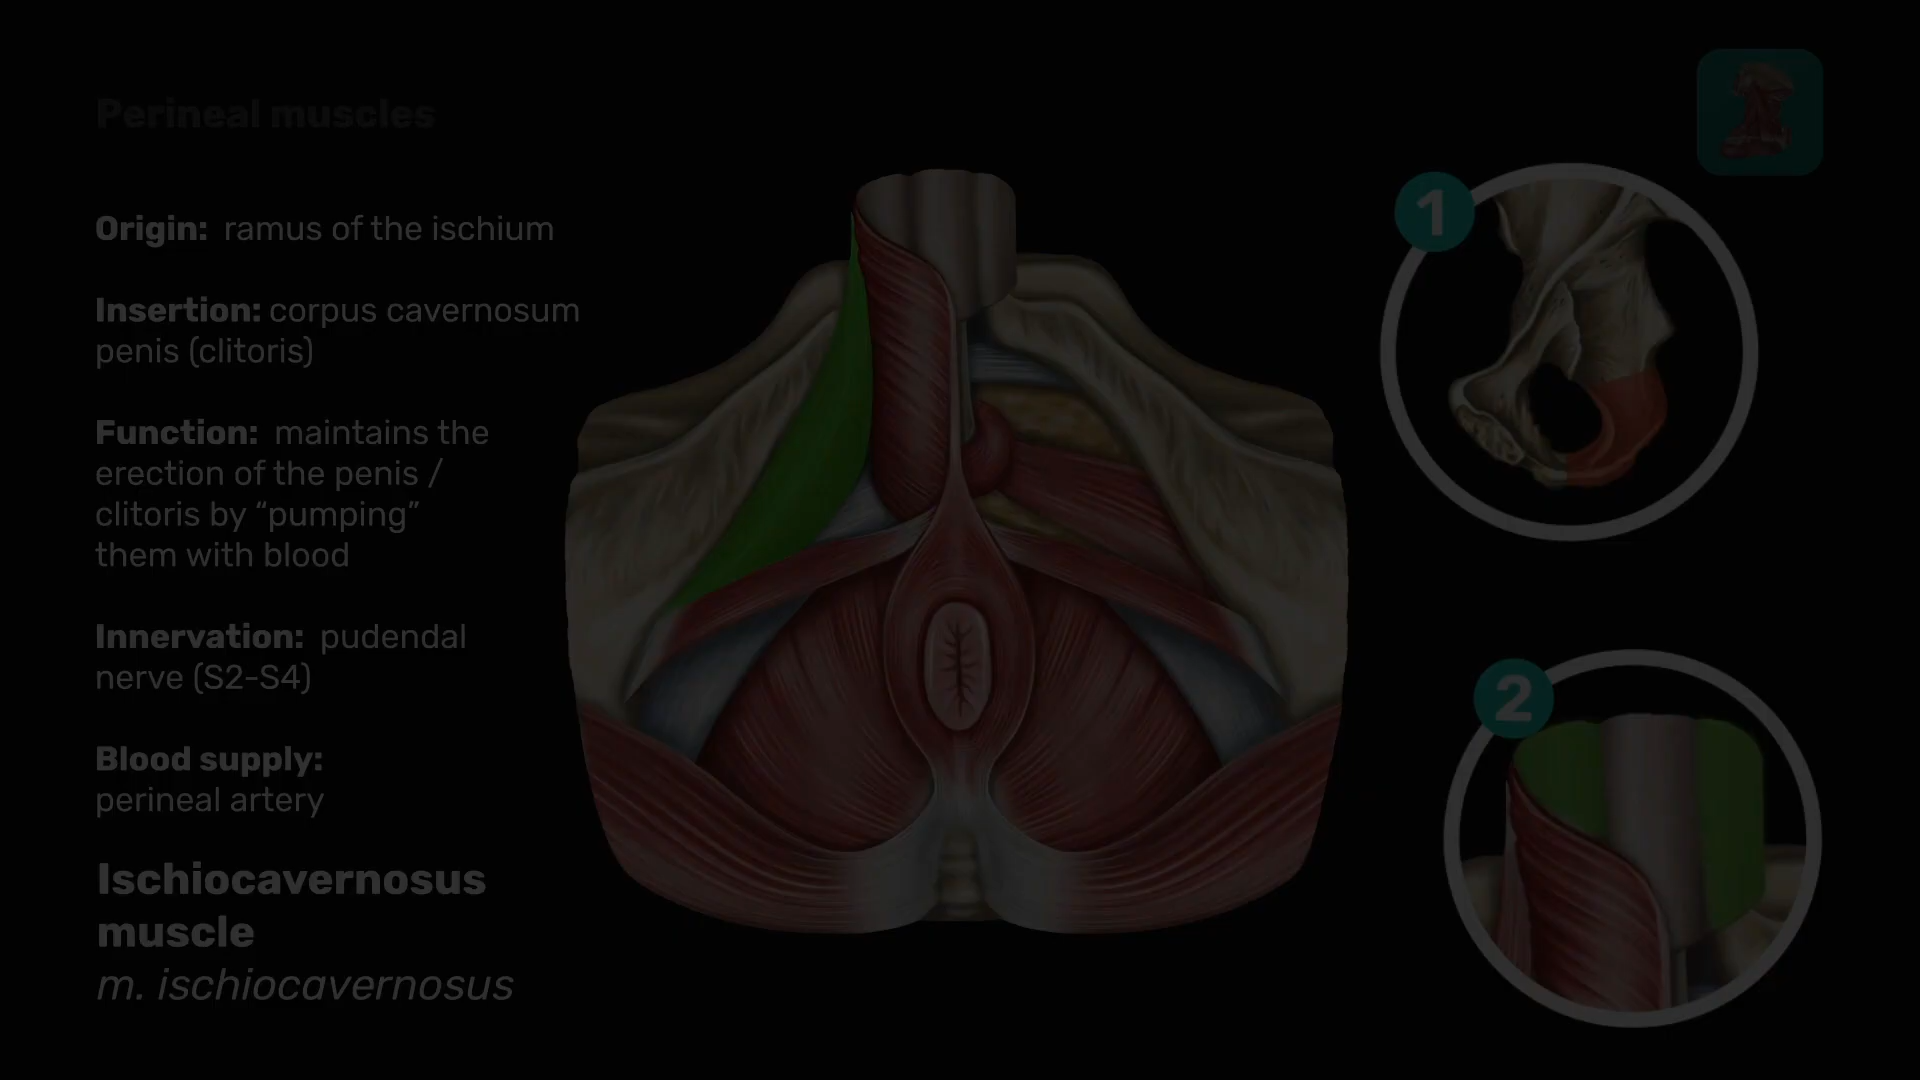 Perineal muscles
Origin: ramus of the ischium
Insertion: corpus cavernosum
penis (clitoris)
Function: maintains the
erection of the penis /
clitoris by “pumping”
them with blood
Innervation: pudendal
nerve (S2-S4)
Blood supply:
perineal artery
Ischiocavernosus
muscle
m. ischiocavernosus
1
2